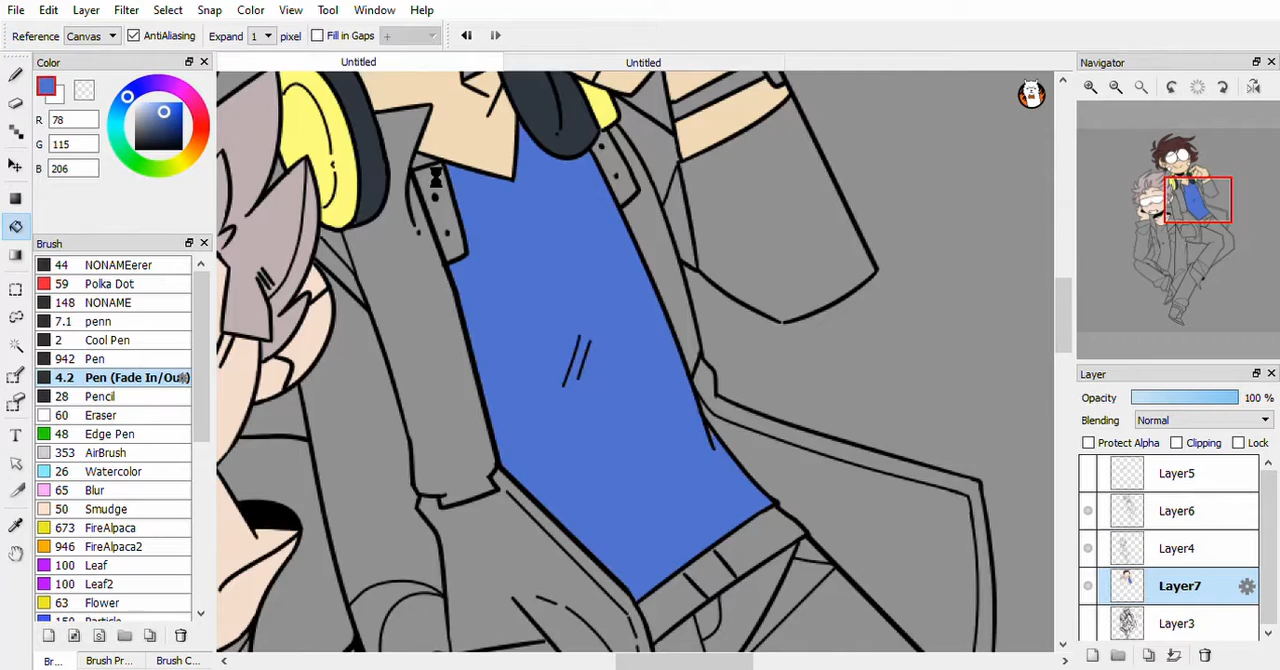 File Edit Layer Filter Select Snap Color View Tool Window Help
Reference Canvas AntiAliasing Expand 1 pixel Fill in Gaps +
Color
Untitled
Untitled
Navigator
R 78
G 115
B 206
Brush
44 NONAMEerer
59 Polka Dot
148 NONAME
7.1 penn
2 Cool Pen
942 Pen
4.2 Pen (Fade In/Out)
28 Pencil
60 Eraser
48 Edge Pen
353 AirBrush
26 Watercolor
65 Blur
50 Smudge
673 FireAlpaca
946 FireAlpaca2
100 Leaf
100 Leaf2
63 Flower
150 Particle
Br... Brush Pr... Brush C...
Layer
Opacity 100 %
Blending Normal
Protect Alpha Clipping Lock
Layer5
Layer6
Layer4
Layer7
Layer3